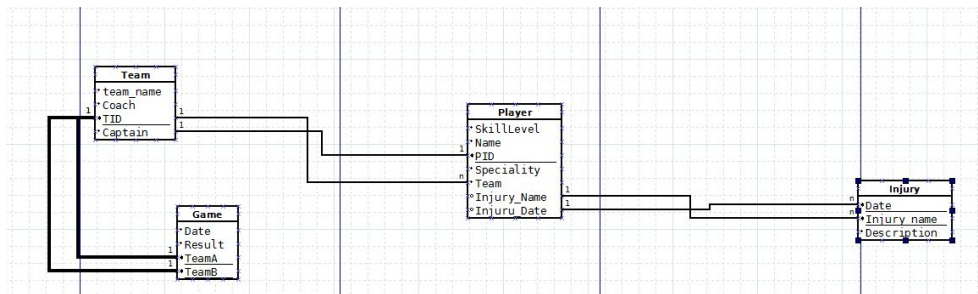 Team
team_name
Coach
TID
Captain
1
1
1
Game
Date
Result
TeamA
TeamB
1
1
Player
SkillLevel
Name
PID
Speciality
Team
Injury_Name
Injuru_Date
1
n
1
1
Injury
Date
Injury name
Description
n
n